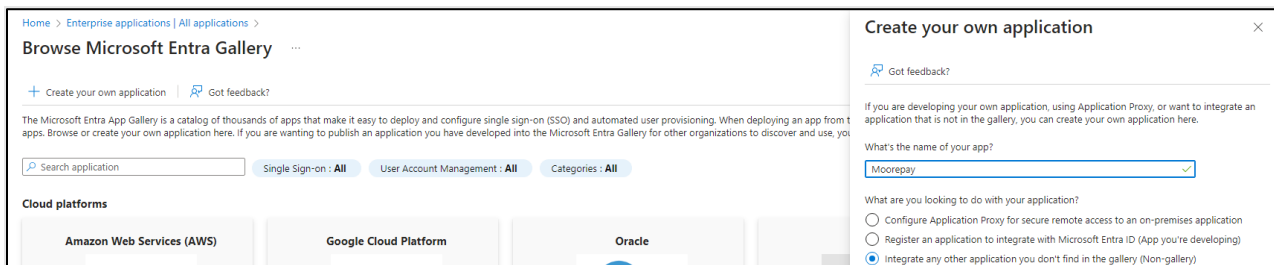 Home > Enterprise applications | All applications >
Browse Microsoft Entra Gallery ...
+ Create your own application | Got feedback?
The Microsoft Entra App Gallery is a catalog of thousands of apps that make it easy to deploy and configure single sign-on (SSO) and automated user provisioning. When deploying an app from t
apps. Browse or create your own application here. If you are wanting to publish an application you have developed into the Microsoft Entra Gallery for other organizations to discover and use, you
Search application
Single Sign-on : All
User Account Management : All
Categories : All
Cloud platforms
Amazon Web Services (AWS)
Google Cloud Platform
Oracle
Create your own application
Got feedback?
If you are developing your own application, using Application Proxy, or want to integrate an
application that is not in the gallery, you can create your own application here.
What's the name of your app?
Moorepay
What are you looking to do with your application?
Configure Application Proxy for secure remote access to an on-premises application
Register an application to integrate with Microsoft Entra ID (App you're developing)
Integrate any other application you don't find in the gallery (Non-gallery)